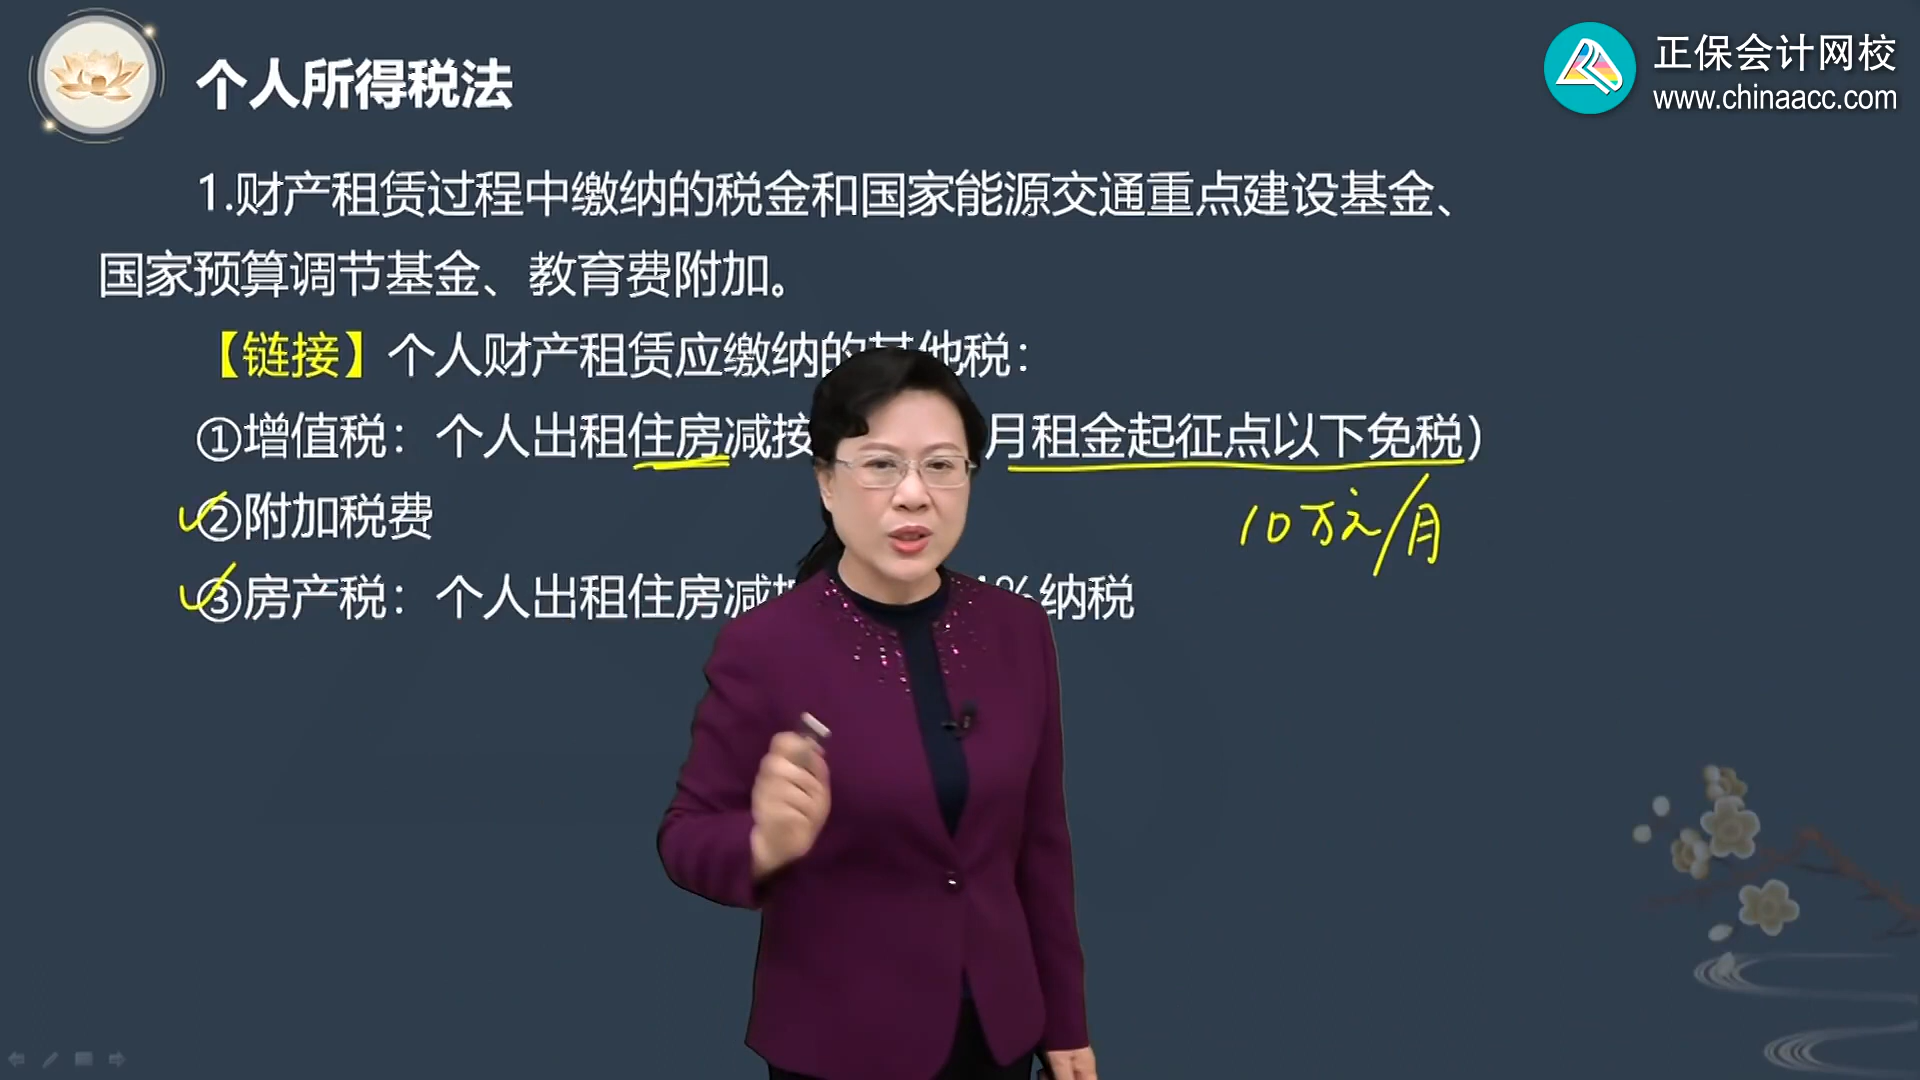 个人所得税法
正保会计网校
www.chinaacc.com
1.财产租赁过程中缴纳的税金和国家能源交通重点建设基金、
国家预算调节基金、教育费附加。
【链接】个人财产租赁应缴纳的其他税：
①增值税：个人出租住房减按 月租金起征点以下免税）
10万元/月
②附加税费
③房产税：个人出租住房减按 4%纳税